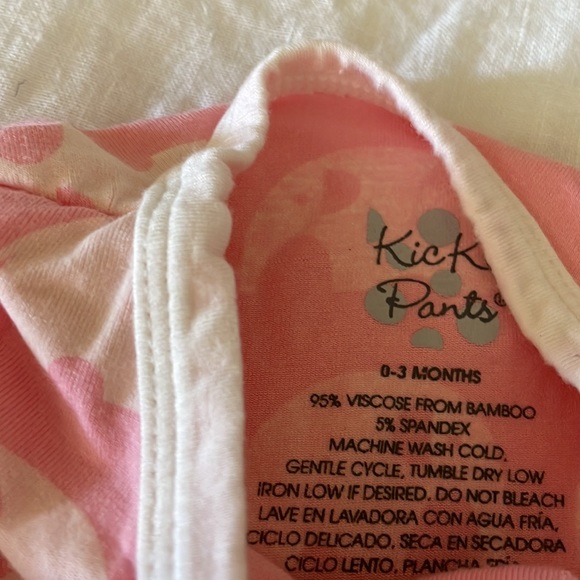 KicK
Pants®
0-3 MONTHS
95% VISCOSE FROM BAMBOO
5% SPANDEX
MACHINE WASH COLD.
GENTLE CYCLE, TUMBLE DRY LOW
IRON LOW IF DESIRED. DO NOT BLEACH
LAVE EN LAVADORA CON AGUA FRÍA,
CICLO DELICADO, SECA EN SECADORA
CICLO LENTO, PLANCHA FRÍA